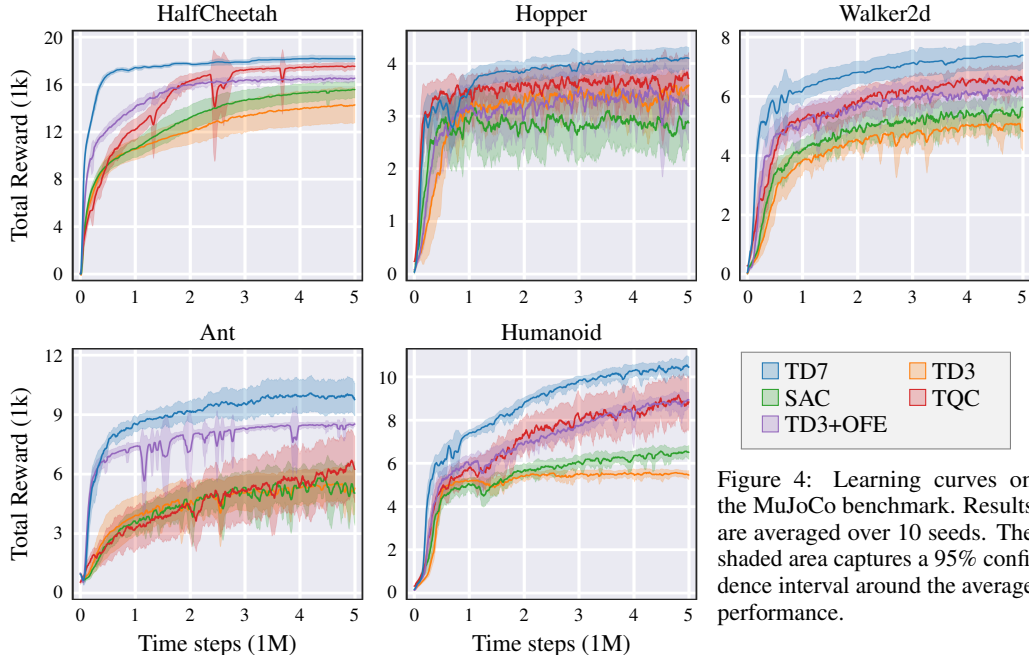 HalfCheetah Hopper Walker2d
Total Reward (1k)
20
16
12
8
4
0
0 1 2 3 4 5
4
3
2
1
0
0 1 2 3 4 5
8
6
4
2
0
0 1 2 3 4 5
Ant Humanoid
Total Reward (1k)
12
9
6
3
0
0 1 2 3 4 5
Time steps (1M)
10
8
6
4
2
0
0 1 2 3 4 5
Time steps (1M)
TD7 TD3
SAC TQC
TD3+OFE
Figure 4: Learning curves on
the MuJoCo benchmark. Results
are averaged over 10 seeds. The
shaded area captures a 95% confi
dence interval around the average
performance.